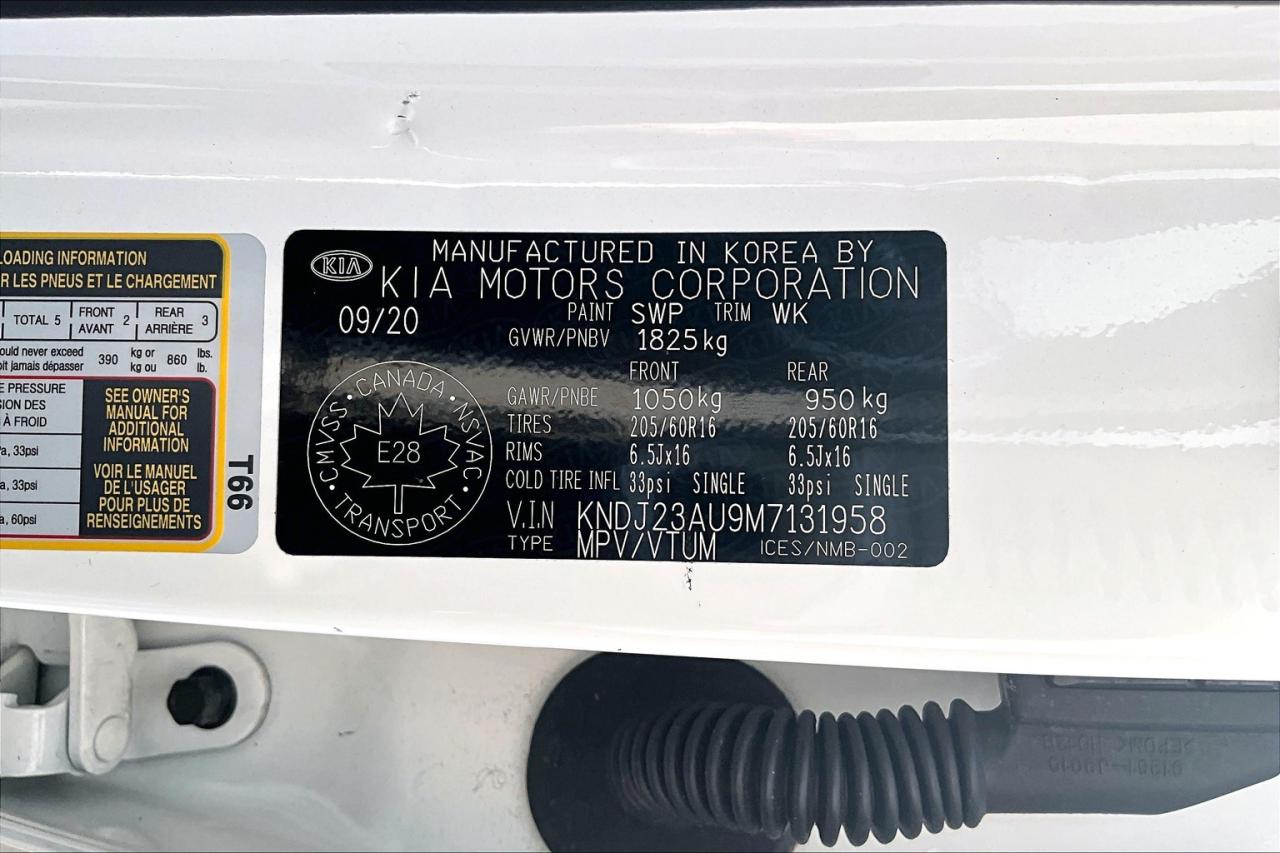 LOADING INFORMATION
R LES PNEUS ET LE CHARGEMENT
TOTAL 5
FRONT
AVANT 2
REAR
ARRIÈRE 3
ould never exceed
it jamais dépasser
390
kg or
kg ou
860
lbs.
lb.
E PRESSURE
ION DES
À FROID
a, 33psi
a, 33psi
a, 60psi
SEE OWNER'S
MANUAL FOR
ADDITIONAL
INFORMATION
VOIR LE MANUEL
DE L'USAGER
POUR PLUS DE
RENSEIGNEMENTS
T66
KIA
MANUFACTURED IN KOREA BY
KIA MOTORS CORPORATION
09/20
PAINT SWP TRIM WK
GVWR/PNBV 1825kg
FRONT REAR
GAWR/PNBE 1050kg 950kg
TIRES 205/60R16 205/60R16
RIMS 6.5Jx16 6.5Jx16
COLD TIRE INFL 33psi SINGLE 33psi SINGLE
V.I.N KNDJ23AU9M7131958
TYPE MPV/VTUM ICES/NMB-002
CANADA
CMVSS · NSVAC
E28
TRANSPORT